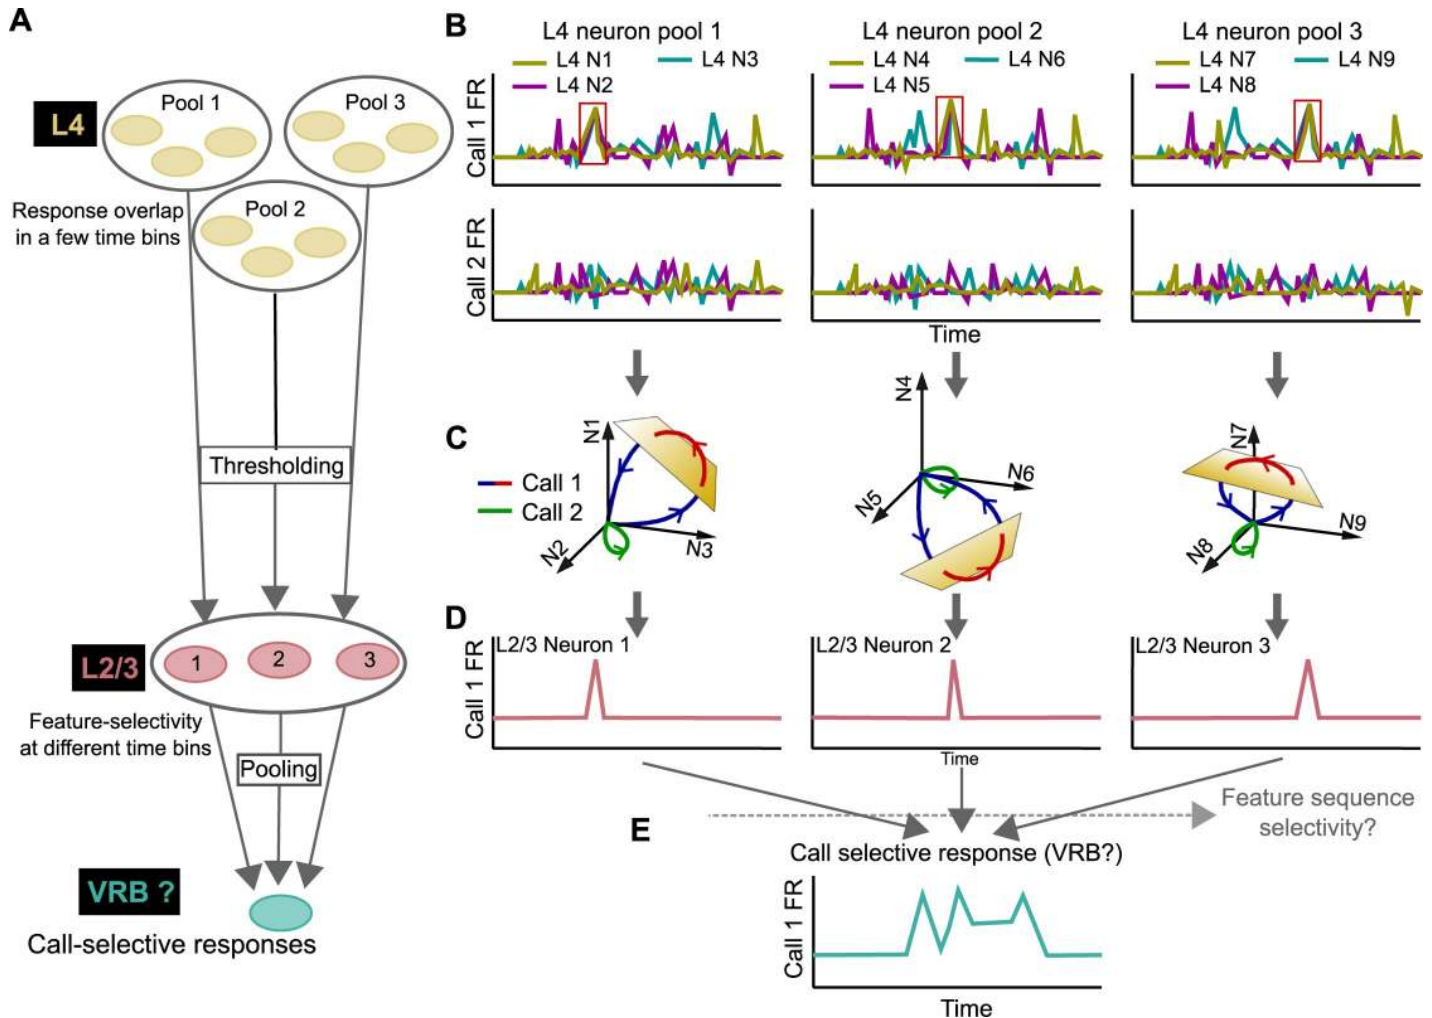 A
L4
Pool 1
Pool 3
Pool 2
Response overlap
in a few time bins
Thresholding
L2/3
1
2
3
Feature-selectivity
at different time bins
Pooling
VRB ?
Call-selective responses
B
L4 neuron pool 1
L4 N1
L4 N3
L4 N2
L4 neuron pool 2
L4 N4
L4 N6
L4 N5
L4 neuron pool 3
L4 N7
L4 N9
L4 N8
Call 1 FR
Call 2 FR
Time
C
Call 1
Call 2
N1
N2
N3
N4
N5
N6
N7
N8
N9
D
Call 1 FR
L2/3 Neuron 1
L2/3 Neuron 2
L2/3 Neuron 3
Time
Feature sequence
selectivity?
E
Call selective response (VRB?)
Call 1 FR
Time